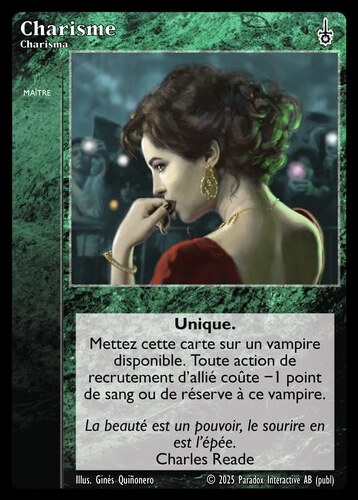 Charisme
Charisma
MAÎTRE
Unique.
Mettez cette carte sur un vampire
disponible. Toute action de
recrutement d'allié coûte −1 point
de sang ou de réserve à ce vampire.
La beauté est un pouvoir, le sourire en
est l'épée.
Charles Reade
Illus. Ginés Quiñonero
© 2025 Paradox Interactive AB (publ)